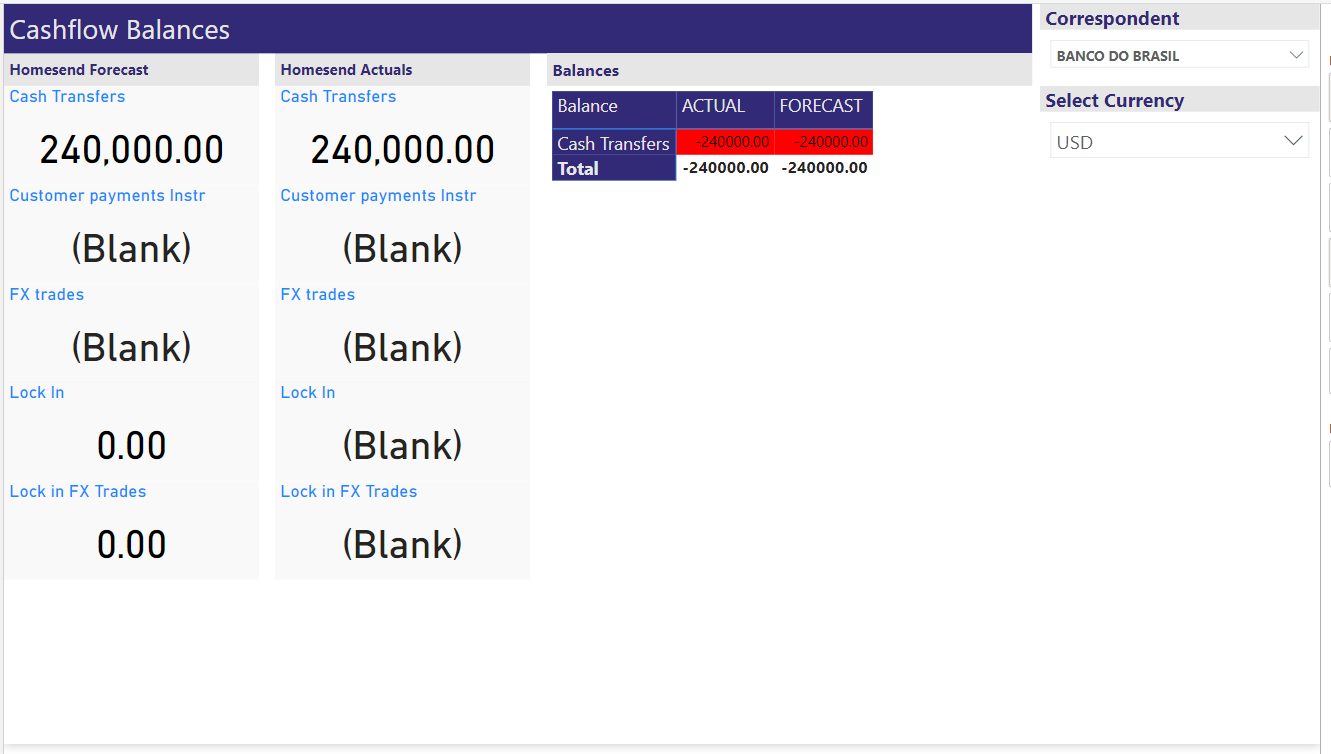 Cashflow Balances
Correspondent
BANCO DO BRASIL
Select Currency
USD
Homesend Forecast
Cash Transfers
240,000.00
Customer payments Instr
(Blank)
FX trades
(Blank)
Lock In
0.00
Lock in FX Trades
0.00
Homesend Actuals
Cash Transfers
240,000.00
Customer payments Instr
(Blank)
FX trades
(Blank)
Lock In
(Blank)
Lock in FX Trades
(Blank)
Balances
Balance ACTUAL FORECAST
Cash Transfers -240000.00 -240000.00
Total -240000.00 -240000.00